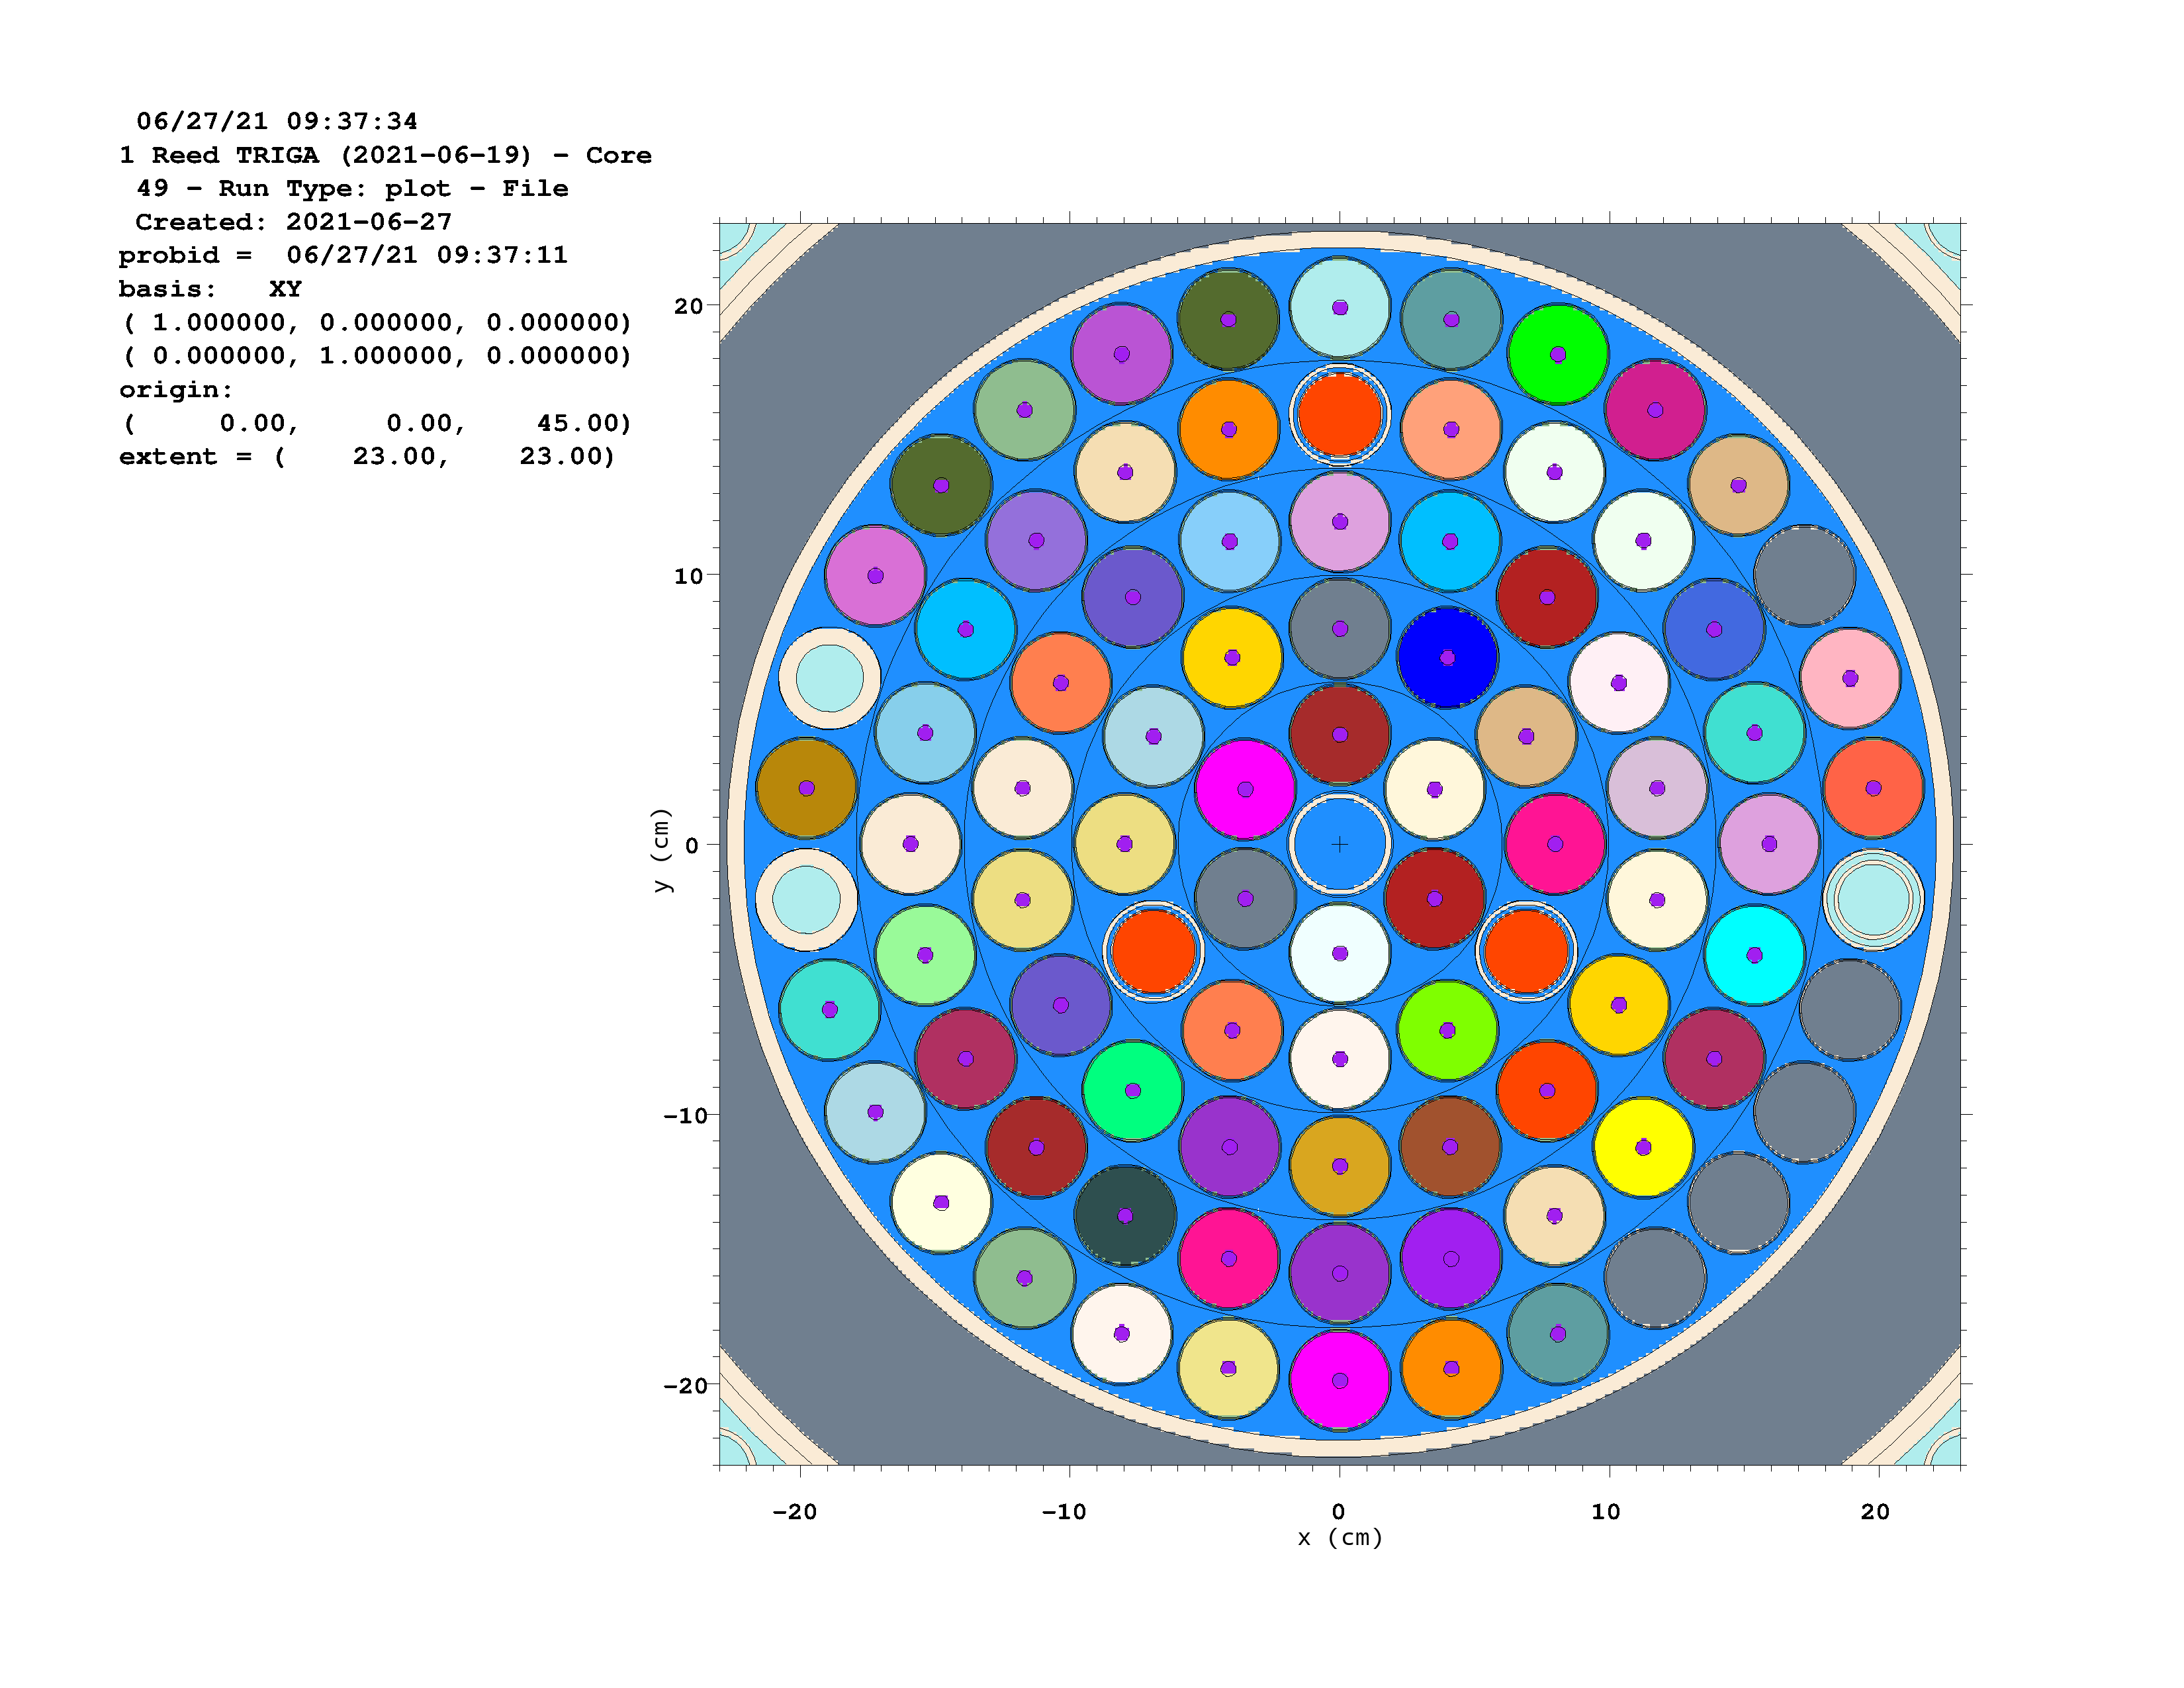 06/27/21 09:37:34
1 Reed TRIGA (2021-06-19) - Core
49 - Run Type: plot - File
Created: 2021-06-27
probid =  06/27/21 09:37:11
basis:   XY
( 1.000000, 0.000000, 0.000000)
( 0.000000, 1.000000, 0.000000)
origin:
(     0.00,     0.00,    45.00)
extent = (    23.00,    23.00)
20
10
0
-10
-20
y (cm)
-20 -10 0 10 20
x (cm)